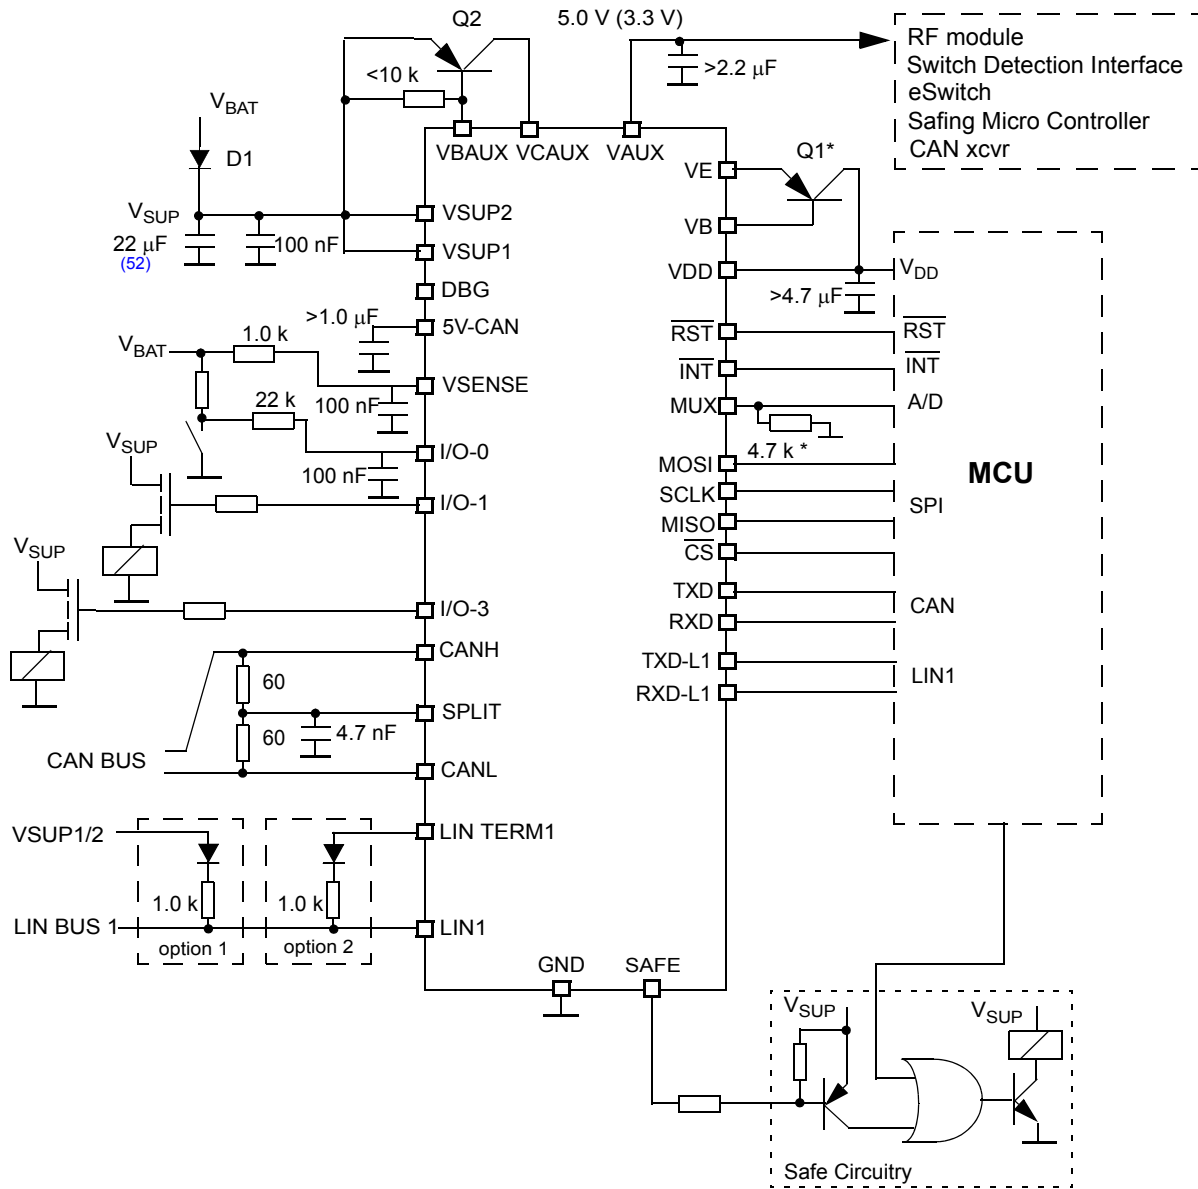 Q2
5.0 V (3.3 V)
RF module
Switch Detection Interface
eSwitch
Safing Micro Controller
CAN xcvr
>2.2 μF
<10 k
VBAT
D1
VBAUX VCAUX VAUX
VE
Q1*
VSUP
22 μF
(52)
100 nF
VSUP2
VSUP1
VB
VDD
VDD
>4.7 μF
DBG
>1.0 μF
5V-CAN
RST
RST
VBAT
1.0 k
VSENSE
100 nF
INT
INT
MUX
A/D
4.7 k *
22 k
I/O-0
100 nF
VSUP
I/O-1
MOSI
SCLK
MISO
CS
SPI
MCU
VSUP
I/O-3
TXD
RXD
CAN
CANH
60
SPLIT
60
4.7 nF
CAN BUS
CANL
TXD-L1
RXD-L1
LIN1
VSUP1/2
LIN TERM1
1.0 k
1.0 k
LIN BUS 1
LIN1
option 1
option 2
GND
SAFE
VSUP
VSUP
Safe Circuitry